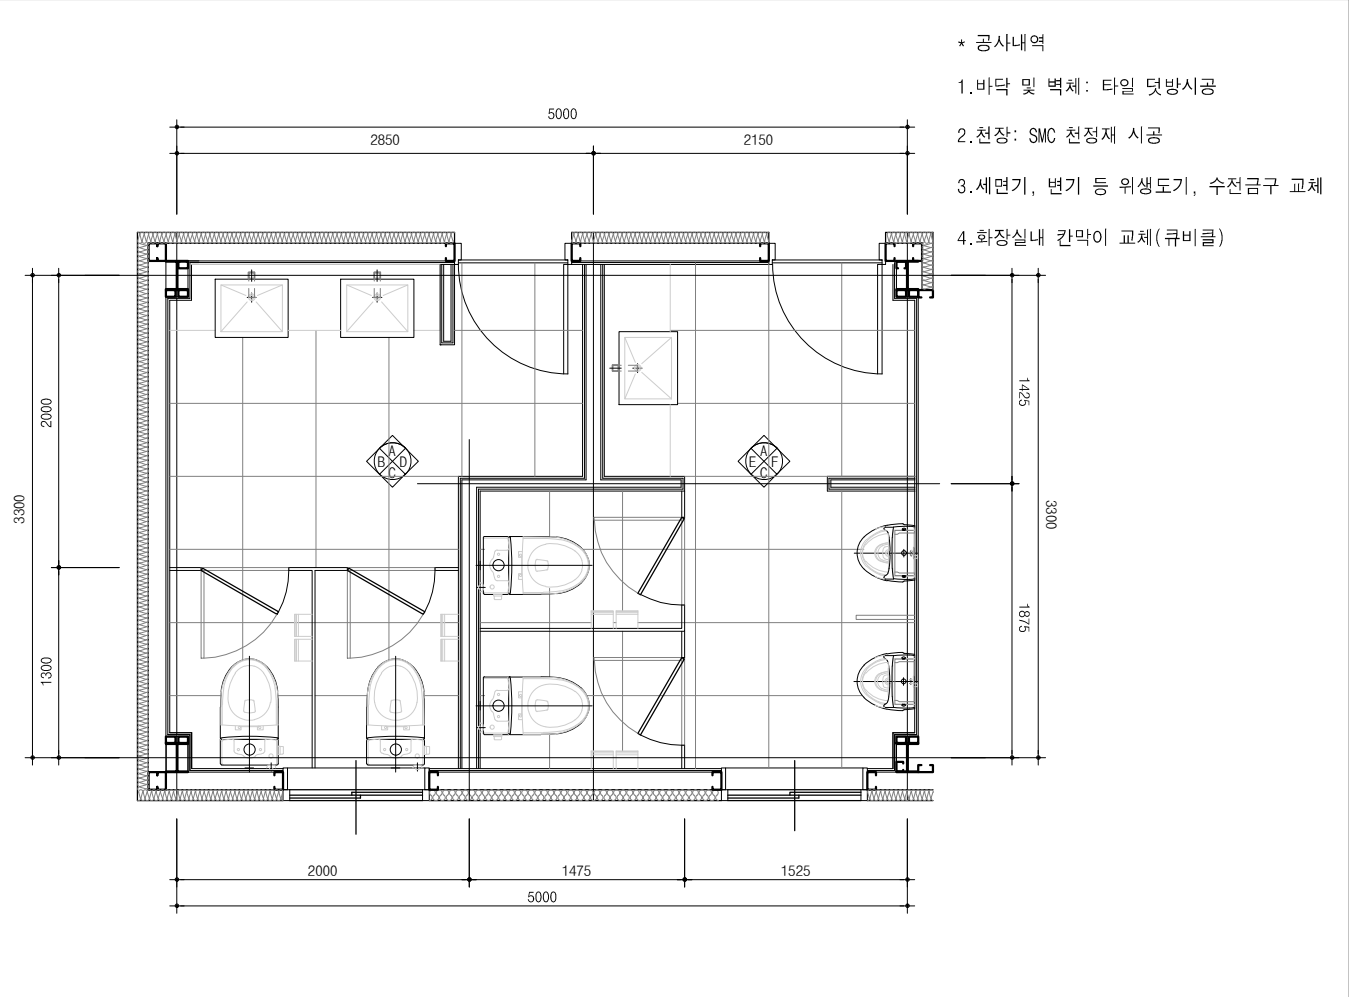 * 공사내역
1.바닥 및 벽체: 타일 덧방시공
2.천장: SMC 천정재 시공
3.세면기, 변기 등 위생도기, 수전금구 교체
4.화장실내 칸막이 교체(큐비클)
5000
2850
2150
2000
3300
1300
1425
3300
1875
A
B D
C
A
E F
C
2000
1475
1525
5000